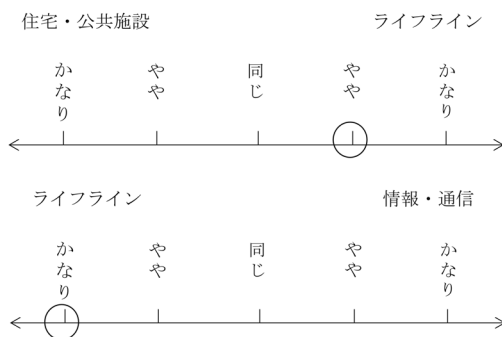 住宅・公共施設 ライフライン
かなり やや 同じ やや かなり
ライフライン 情報・通信
かなり やや 同じ やや かなり